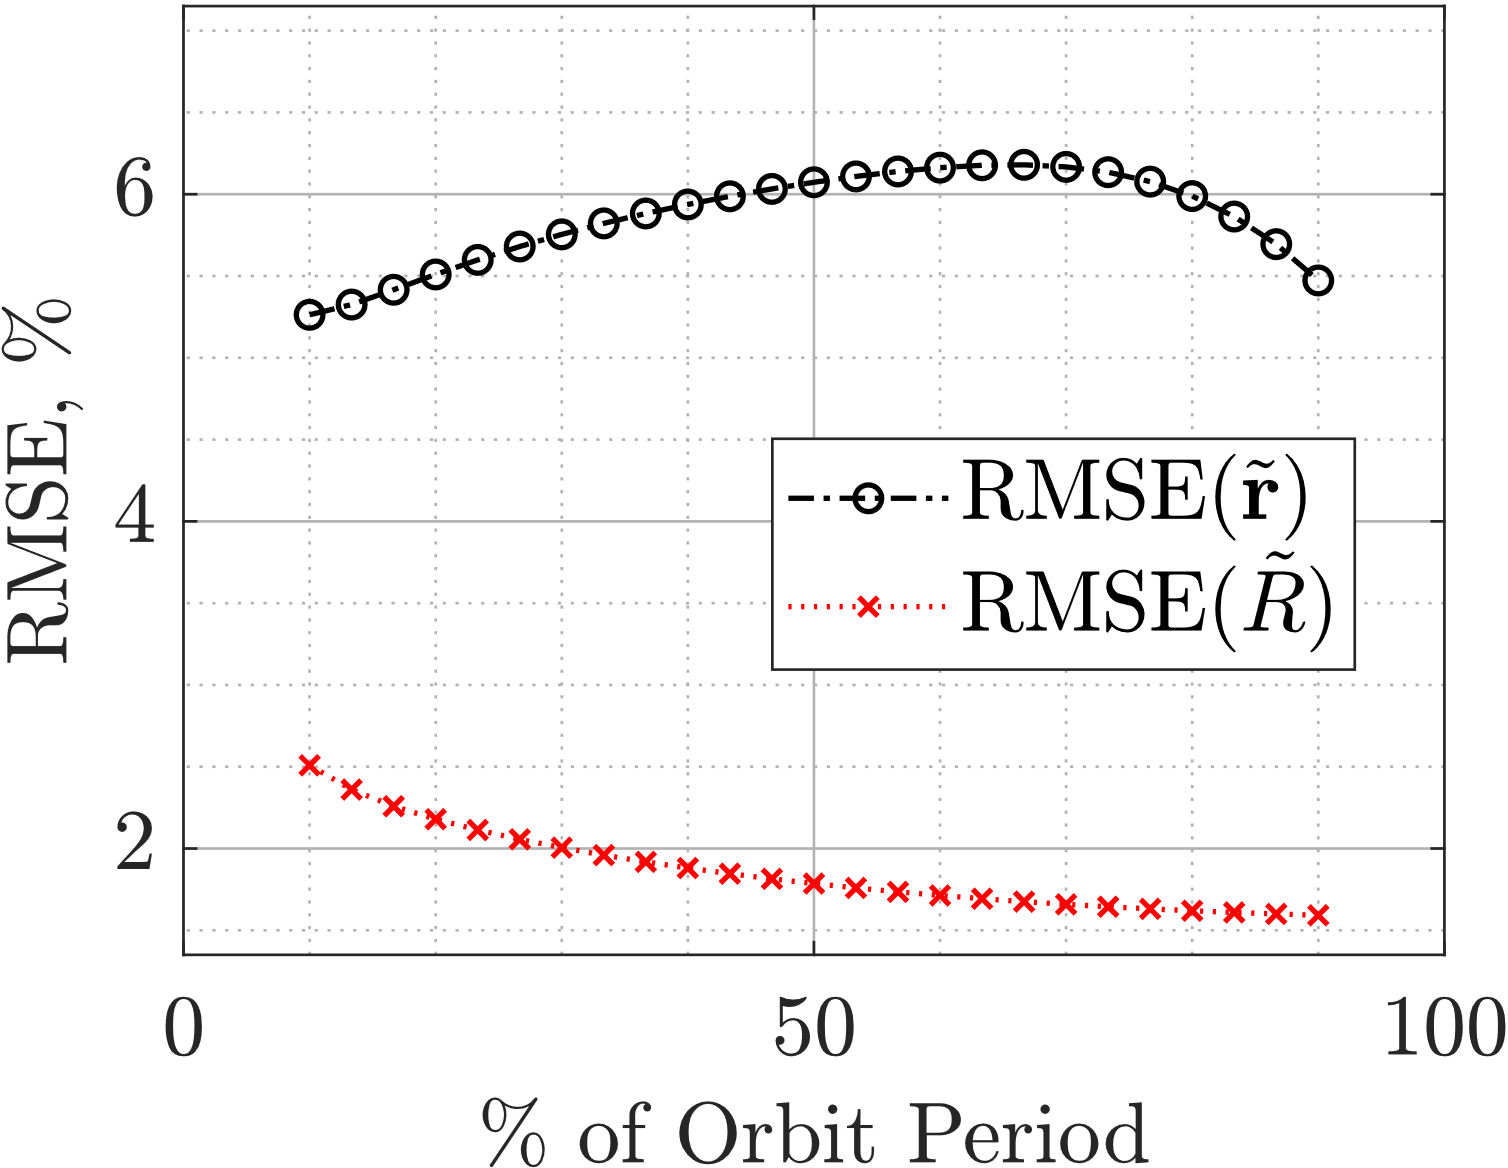 6
4
2
RMSE, %
RMSE(r̃)
RMSE(R̃)
0 50 100
% of Orbit Period